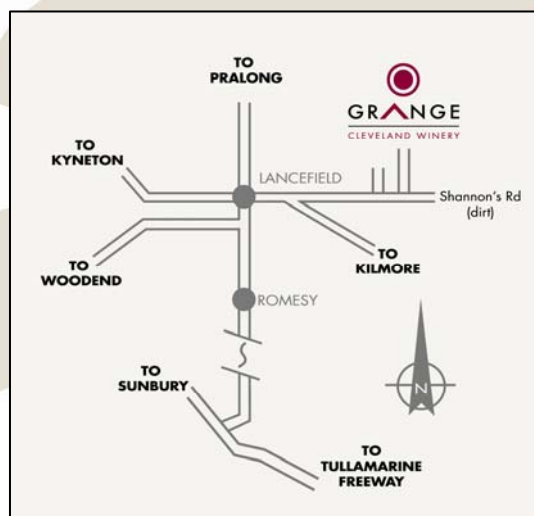 TO
PRALONG
GRANGE
CLEVELAND WINERY
TO
KYNETON
LANCEFIELD
Shannon's Rd
(dirt)
TO
KILMORE
TO
WOODEND
ROMESY
N
TO
SUNBURY
TO
TULLAMARINE
FREEWAY